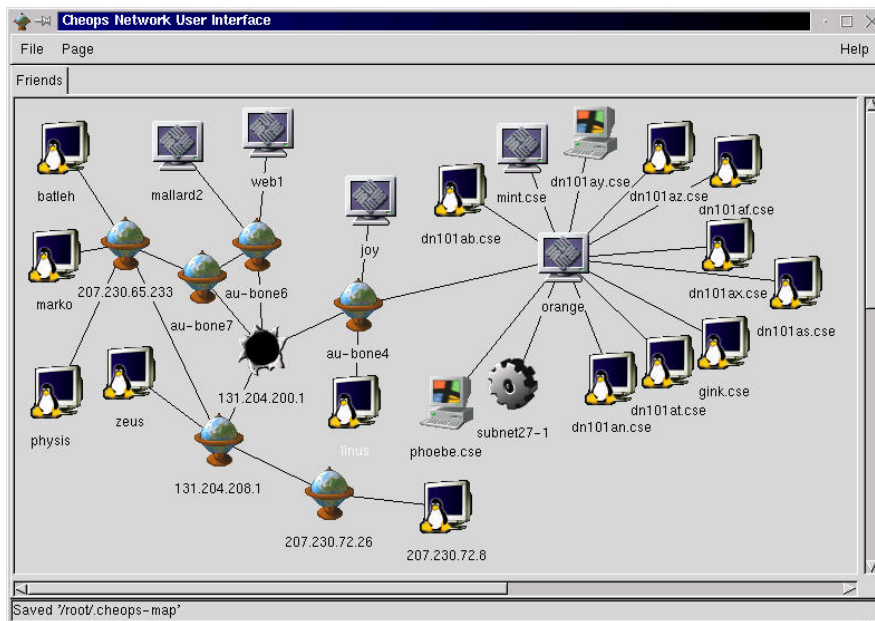 Cheops Network User Interface
File Page Help
Friends
batleh
mallard2
web1
mint.cse
dn101ay.cse
dn101az.cse
dn101af.cse
dn101ab.cse
joy
marko
207.230.65.233
au-bone6
au-bone7
orange
dn101ax.cse
dn101as.cse
au-bone4
131.204.200.1
physis
zeus
linus
phoebe.cse
subnet27-1
dn101an.cse
dn101at.cse
gink.cse
131.204.208.1
207.230.72.26
207.230.72.8
Saved '/root/.cheops-map'